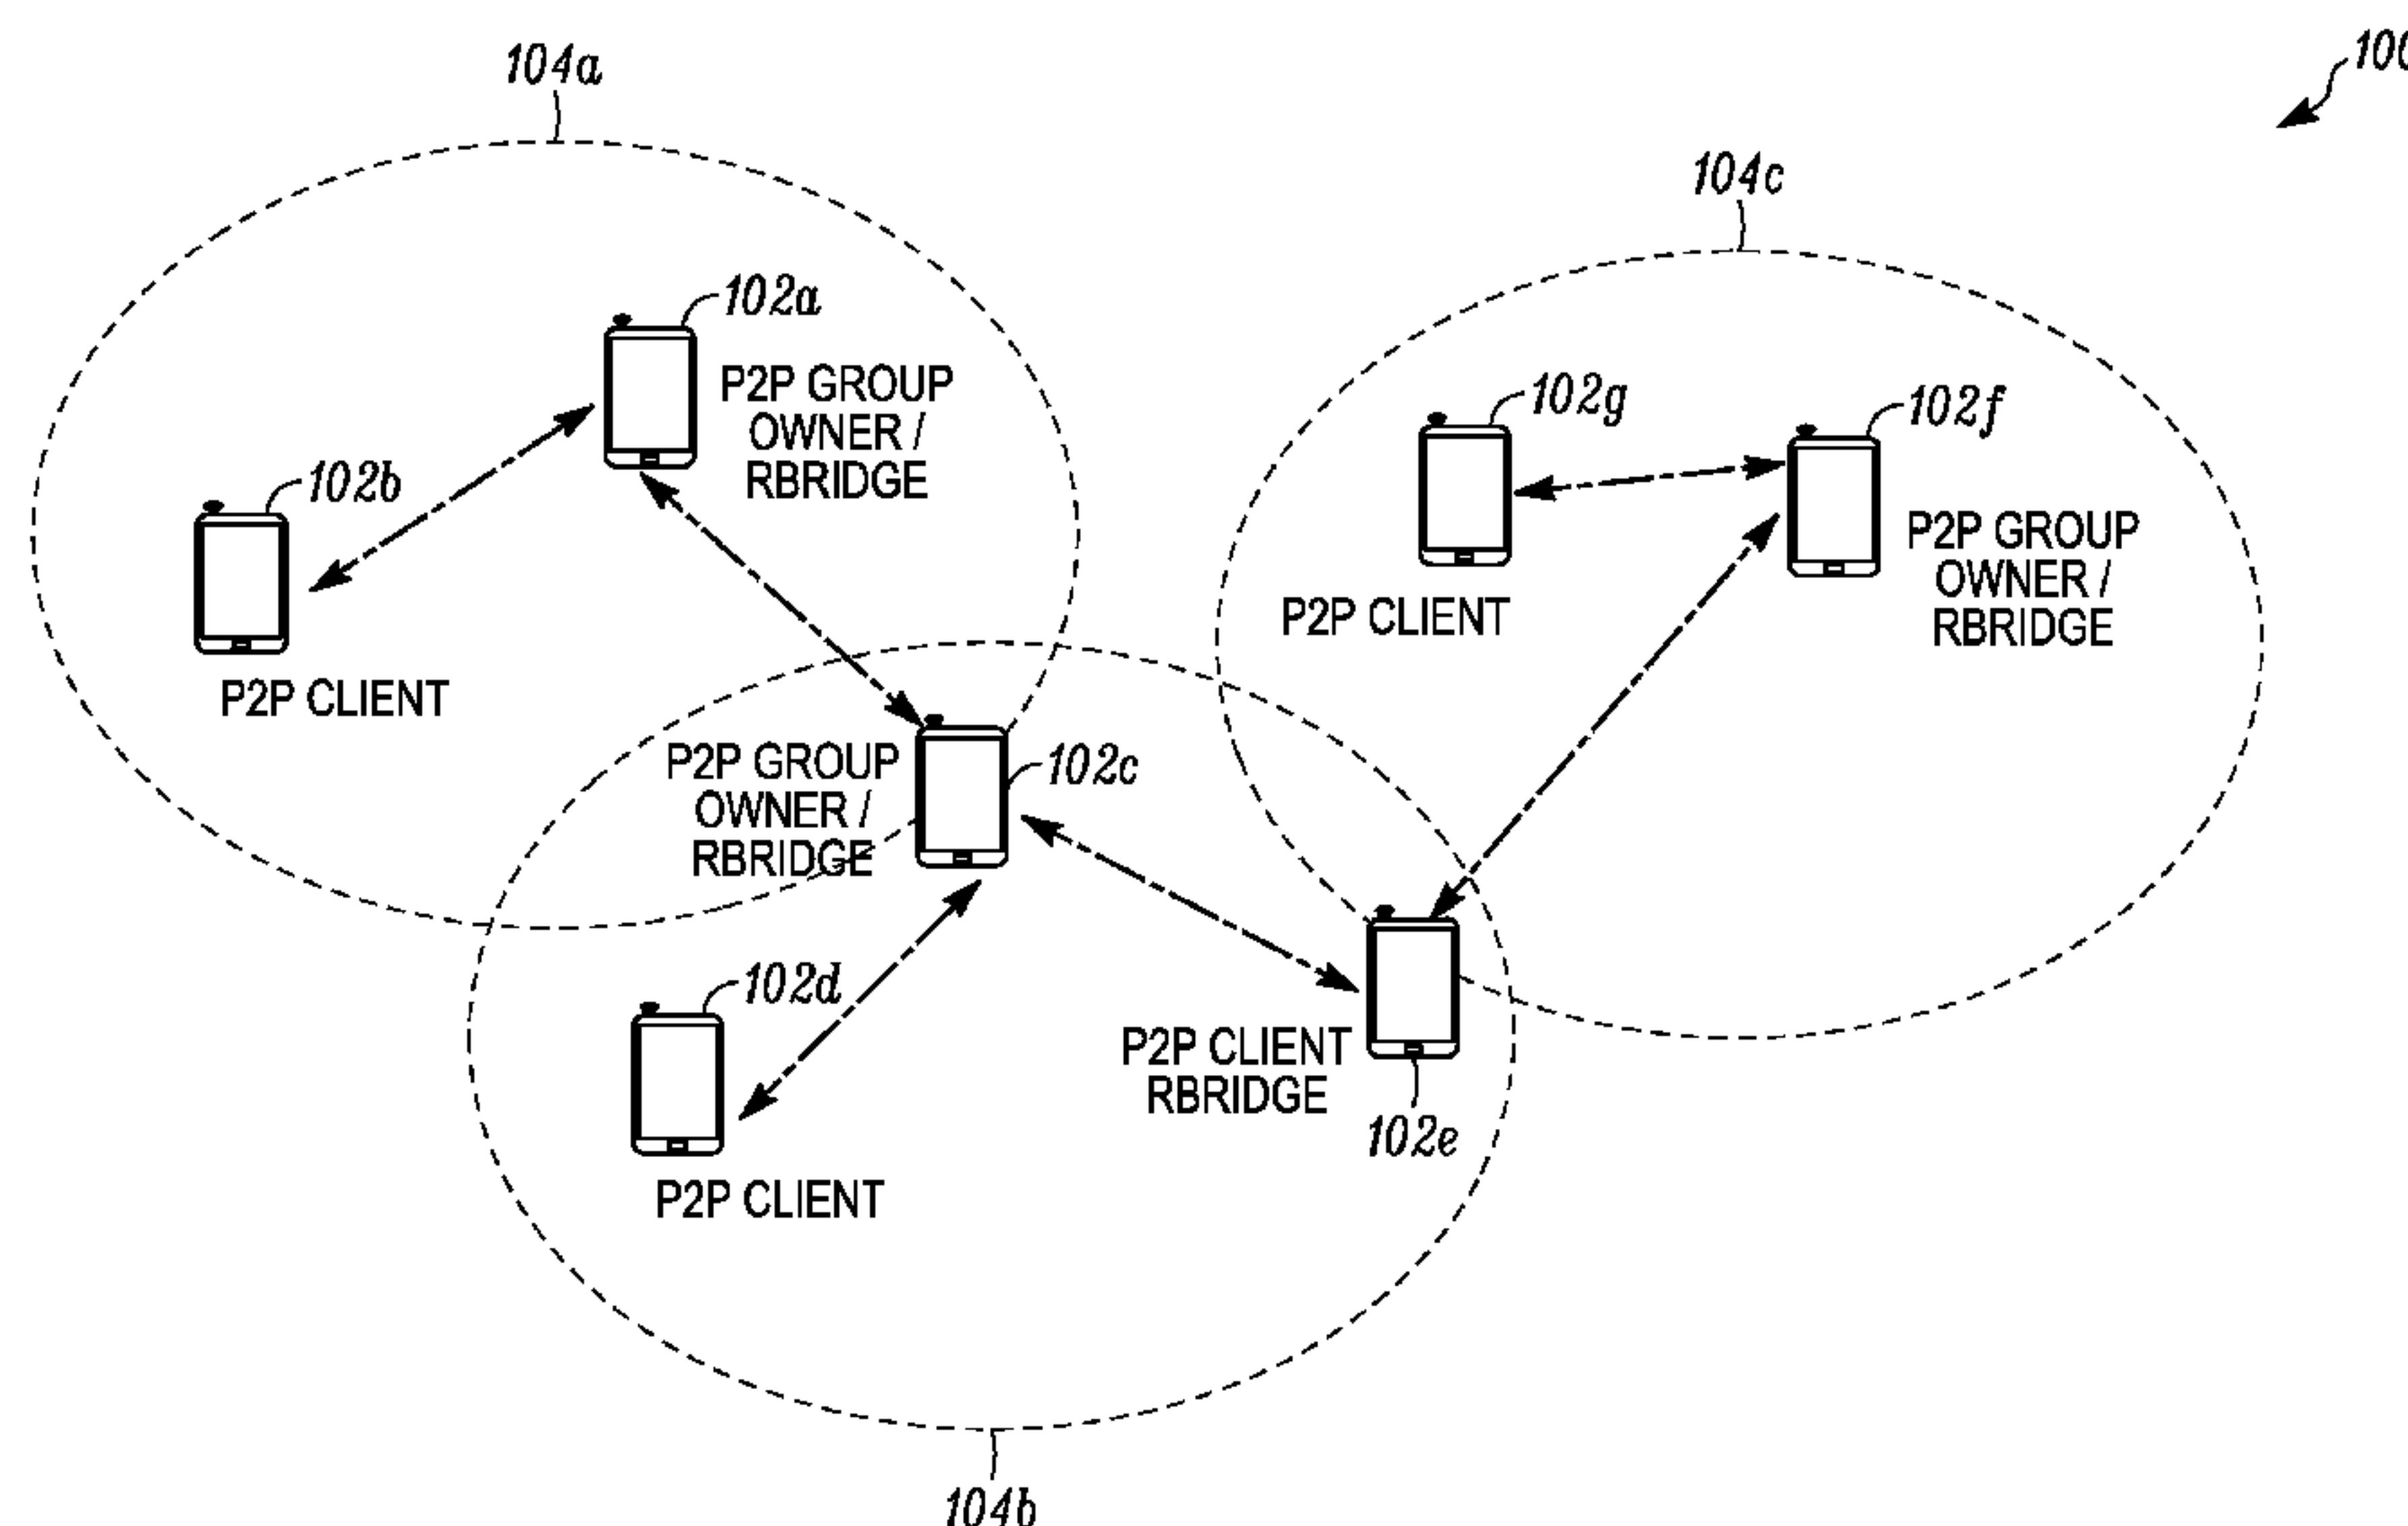 104a
100
104c
102a
P2P GROUP
OWNER /
RBRIDGE
102b
P2P CLIENT
102g
P2P CLIENT
102f
P2P GROUP
OWNER /
RBRIDGE
P2P GROUP
OWNER /
RBRIDGE
102c
102d
P2P CLIENT
P2P CLIENT
RBRIDGE
102e
104b